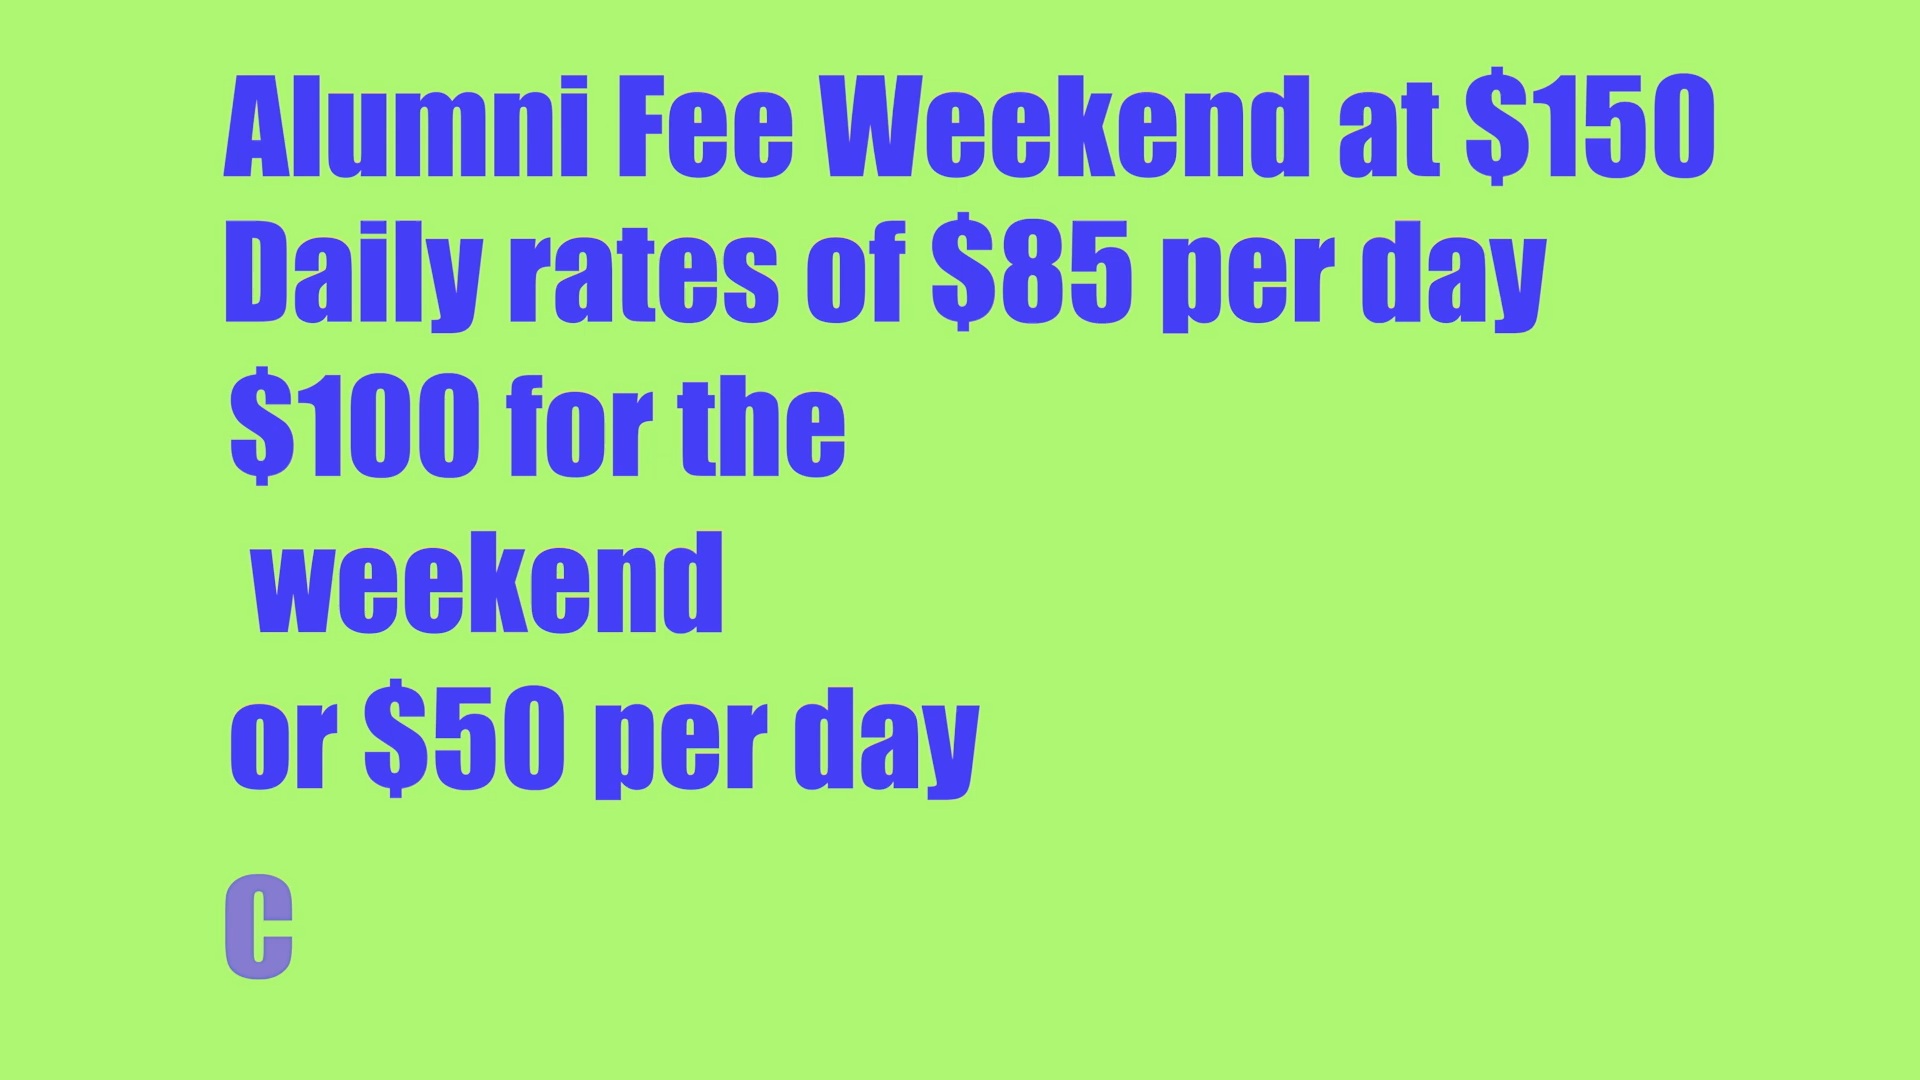 Alumni Fee Weekend at $150
Daily rates of $85 per day
$100 for the
weekend
or $50 per day
C